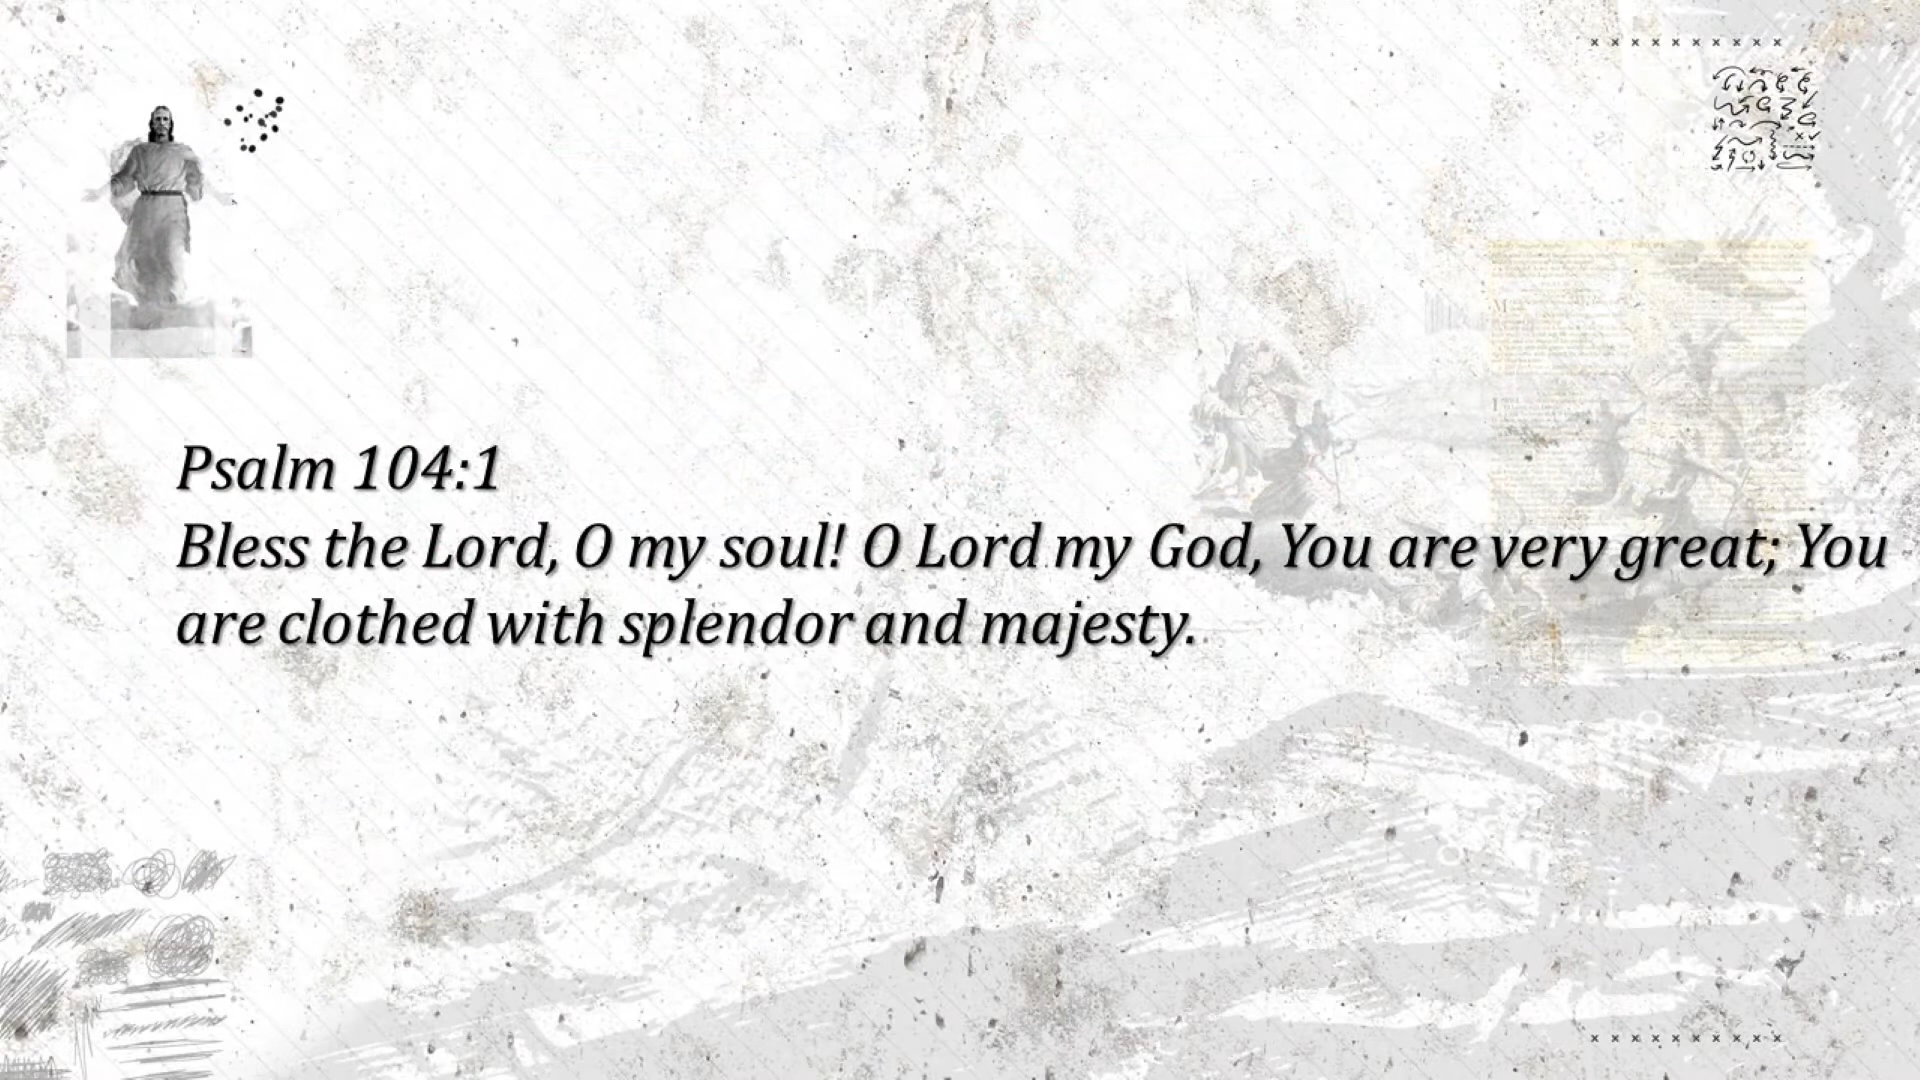 Psalm 104:1
Bless the Lord, O my soul! O Lord my God, You are very great; You
are clothed with splendor and majesty.